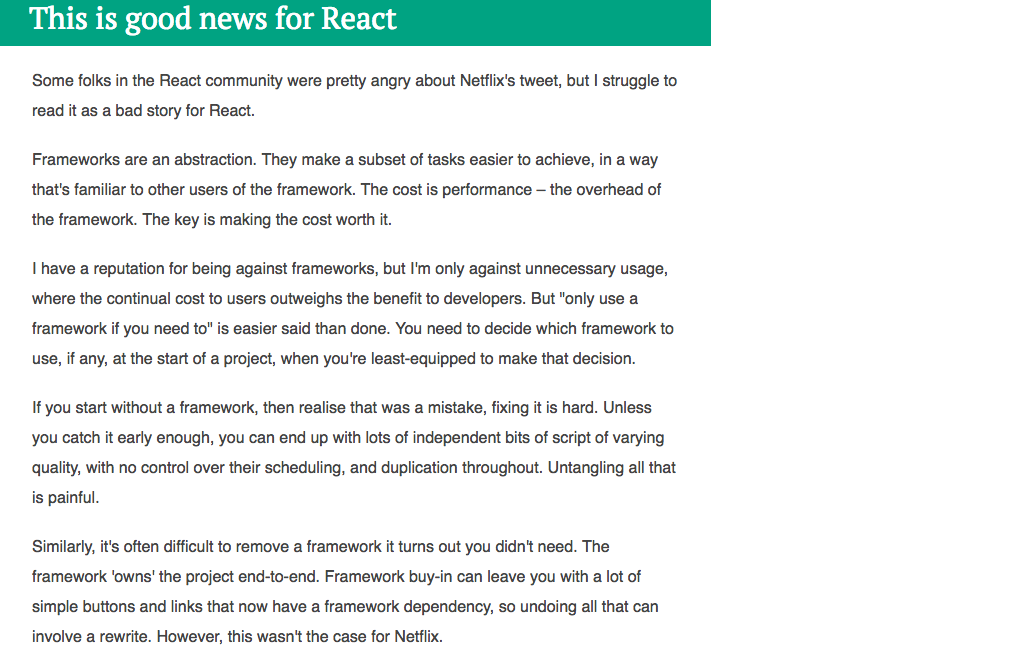 This is good news for React
Some folks in the React community were pretty angry about Netflix's tweet, but I struggle to
read it as a bad story for React.
Frameworks are an abstraction. They make a subset of tasks easier to achieve, in a way
that's familiar to other users of the framework. The cost is performance – the overhead of
the framework. The key is making the cost worth it.
I have a reputation for being against frameworks, but I'm only against unnecessary usage,
where the continual cost to users outweighs the benefit to developers. But "only use a
framework if you need to" is easier said than done. You need to decide which framework to
use, if any, at the start of a project, when you're least-equipped to make that decision.
If you start without a framework, then realise that was a mistake, fixing it is hard. Unless
you catch it early enough, you can end up with lots of independent bits of script of varying
quality, with no control over their scheduling, and duplication throughout. Untangling all that
is painful.
Similarly, it's often difficult to remove a framework it turns out you didn't need. The
framework 'owns' the project end-to-end. Framework buy-in can leave you with a lot of
simple buttons and links that now have a framework dependency, so undoing all that can
involve a rewrite. However, this wasn't the case for Netflix.